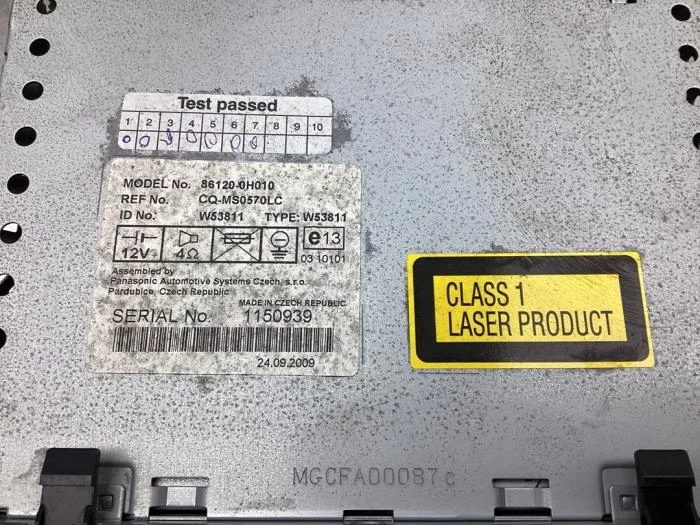 Test passed
1 2 3 4 5 6 7 8 9 10
MODEL No. 86120-0H010
REF No. CQ-MS0570LC
ID No. W53811 TYPE: W53811
12V 4Ω e13
03 10101
Assembled by
Panasonic Automotive Systems Czech, s.r.o.
Pardubice, Czech Republic
MADE IN CZECH REPUBLIC
SERIAL No. 1150939
24.09.2009
CLASS 1
LASER PRODUCT
MGCFA00087c